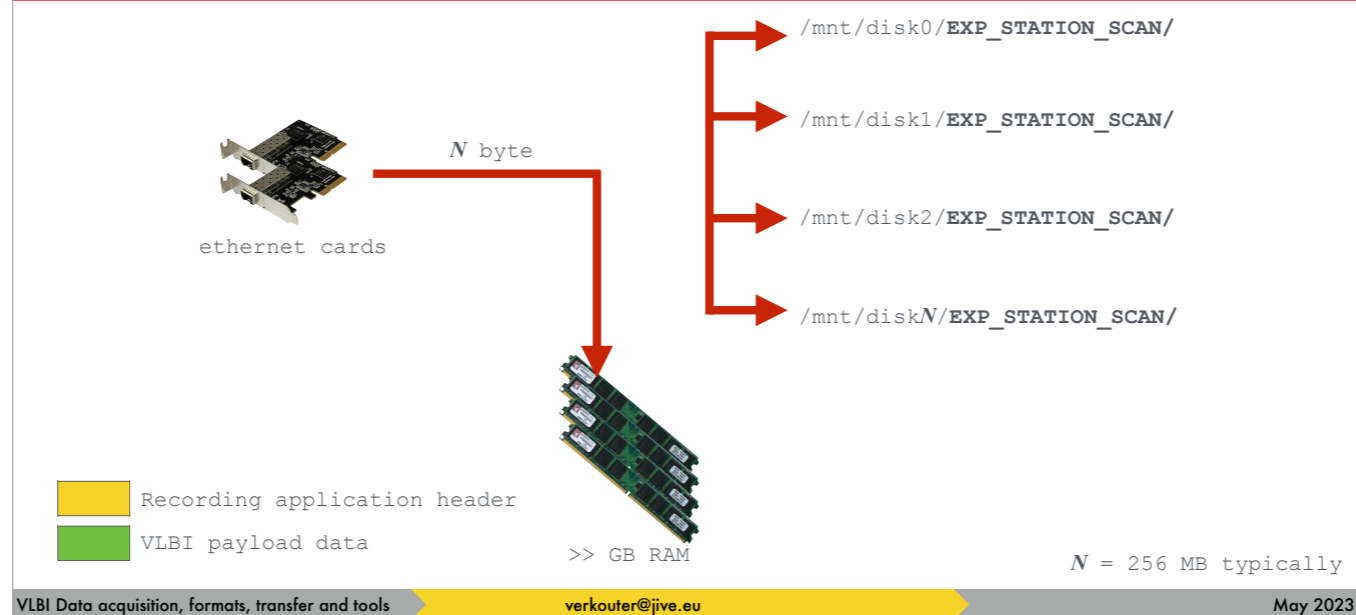 /mnt/disk0/EXP_STATION_SCAN/
/mnt/disk1/EXP_STATION_SCAN/
N byte
/mnt/disk2/EXP_STATION_SCAN/
ethernet cards
/mnt/diskN/EXP_STATION_SCAN/
Recording application header
VLBI payload data
>> GB RAM
N = 256 MB typically
VLBI Data acquisition, formats, transfer and tools
verkouter@jive.eu
May 2023